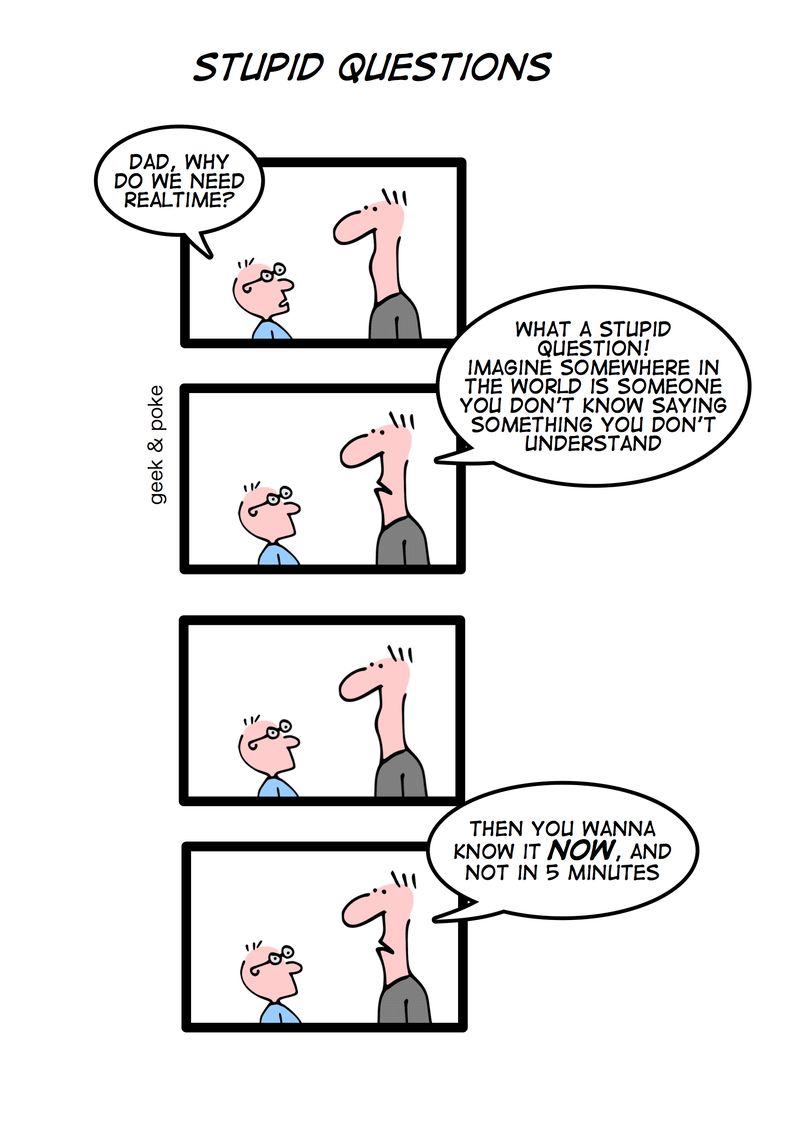 STUPID QUESTIONS
DAD, WHY
DO WE NEED
REALTIME?
WHAT A STUPID
QUESTION!
IMAGINE SOMEWHERE IN
THE WORLD IS SOMEONE
YOU DON'T KNOW SAYING
SOMETHING YOU DON'T
UNDERSTAND
geek & poke
THEN YOU WANNA
KNOW IT NOW, AND
NOT IN 5 MINUTES